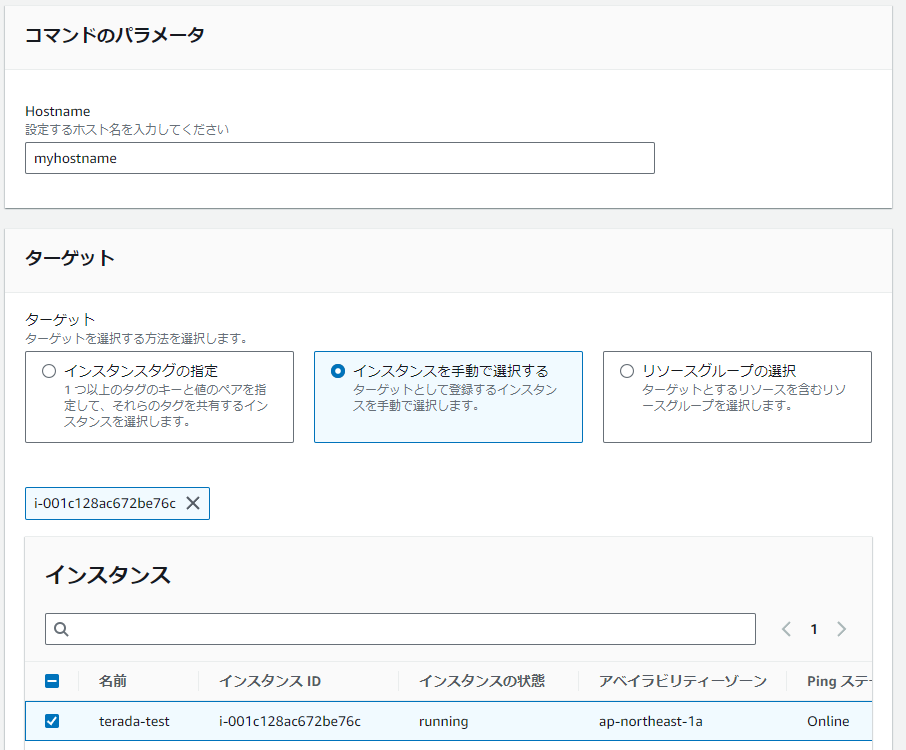 コマンドのパラメータ
Hostname
設定するホスト名を入力してください
myhostname
ターゲット
ターゲット
ターゲットを選択する方法を選択します。
インスタンスタグの指定
1 つ以上のタグのキーと値のペアを指
定して、それらのタグを共有するイン
スタンスを選択します。
インスタンスを手動で選択する
ターゲットとして登録するインスタン
スを手動で選択します。
リソースグループの選択
ターゲットとするリソースを含むリソ
ースグループを選択します。
i-001c128ac672be76c
インスタンス
1
名前 インスタンス ID インスタンスの状態 アベイラビリティーゾーン Ping ステ
terada-test i-001c128ac672be76c running ap-northeast-1a Online